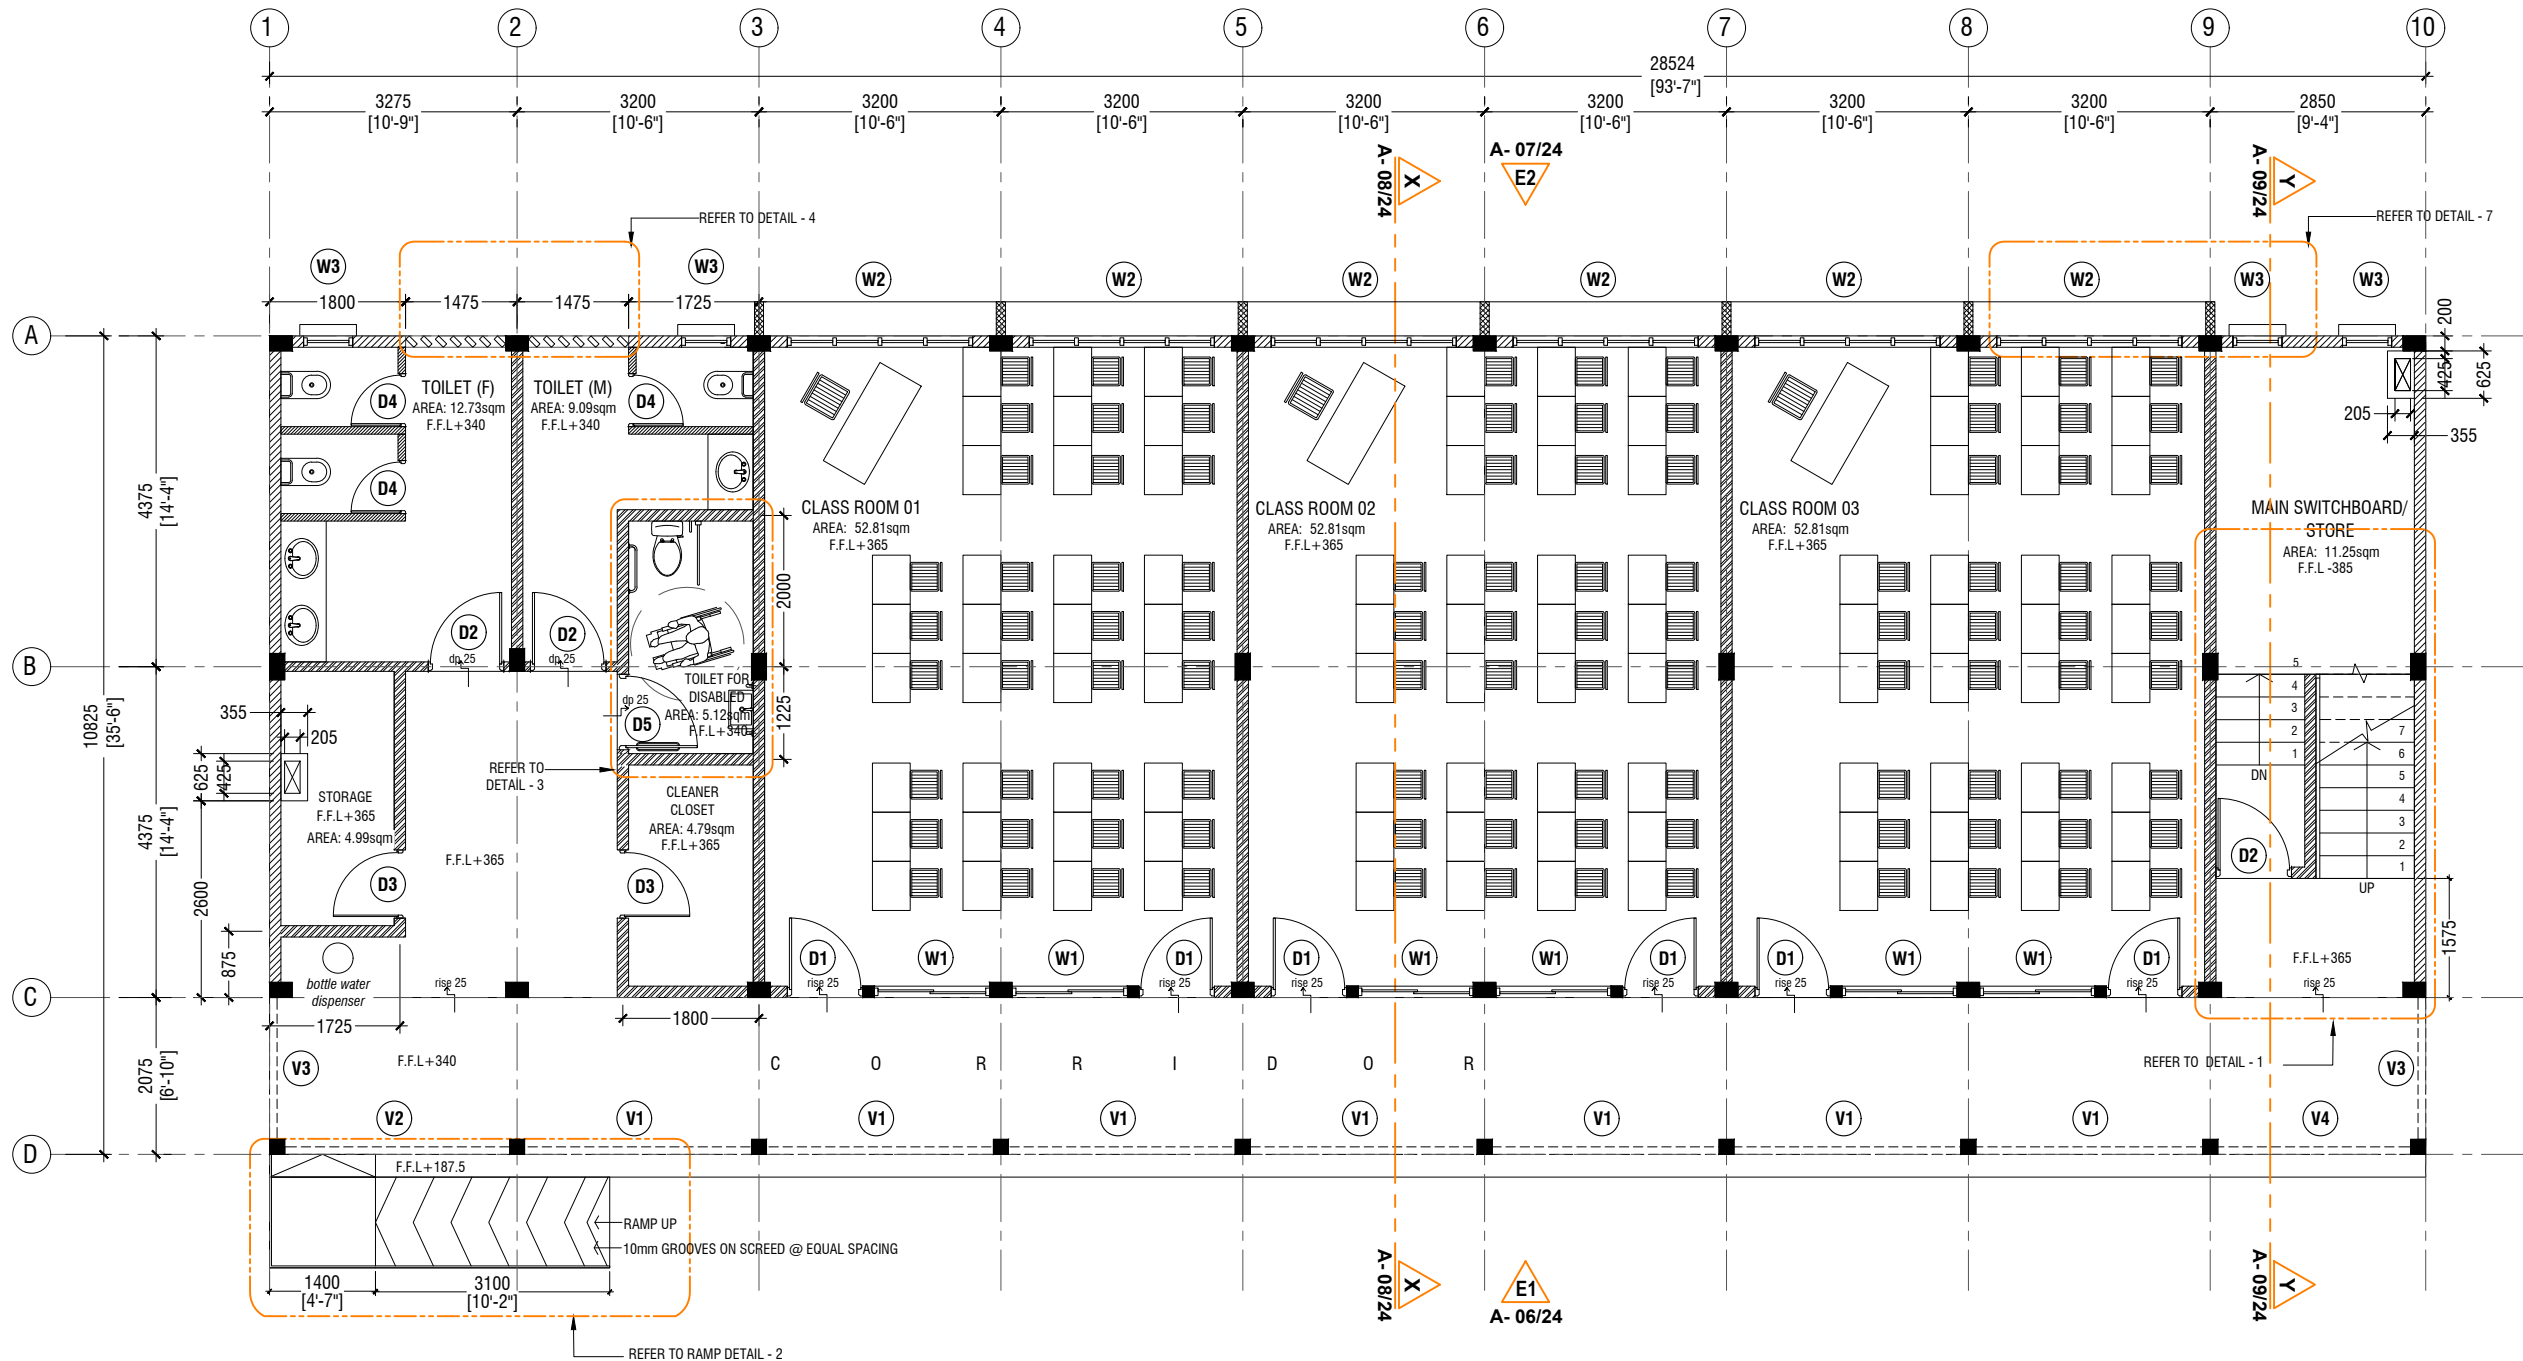 1 2 3 4 5 6 7 8 9 10
28524
[93'-7"]
3275 3200 3200 3200 3200 3200 3200 3200 2850
[10'-9"] [10'-6"] [10'-6"] [10'-6"] [10'-6"] [10'-6"] [10'-6"] [10'-6"] [9'-4"]
A- 08/24
X
A- 07/24
E2
A- 09/24
Y
REFER TO DETAIL - 4
REFER TO DETAIL - 7
W3 W3 W2 W2 W2 W2 W2 W2 W3 W3
1800 1475 1475 1725
200
A
425
625
205
355
D4
TOILET (F)
AREA: 12.73sqm
F.F.L+340
TOILET (M)
AREA: 9.09sqm
F.F.L+340
D4
D4
4375
[14'-4"]
CLASS ROOM 01
AREA: 52.81sqm
F.F.L+365
CLASS ROOM 02
AREA: 52.81sqm
F.F.L+365
CLASS ROOM 03
AREA: 52.81sqm
F.F.L+365
MAIN SWITCHBOARD/
STORE
AREA: 11.25sqm
F.F.L -385
2000
D2 D2
dp 25 dp 25
B
TOILET FOR
DISABLED
AREA: 5.12sqm
F.F.L+340
dp 25
D5
1225
10825
[35'-6"]
355
205
625
425
REFER TO
DETAIL - 3
STORAGE
F.F.L+365
AREA: 4.99sqm
CLEANER
CLOSET
AREA: 4.79sqm
F.F.L+365
F.F.L+365
4375
[14'-4"]
2600
875
D3 D3
5
4
3
2
1
DN
7
6
5
4
3
2
1
UP
D2
1575
F.F.L+365
D1 W1 W1 D1 D1 W1 W1 D1 D1 W1 W1 D1
bottle water
dispenser
rise 25 rise 25 rise 25 rise 25 rise 25 rise 25 rise 25 rise 25
C
1725
1800
2075
[6'-10"]
V3
F.F.L+340
C O R R I D O R
REFER TO DETAIL - 1
V3
V2 V1 V1 V1 V1 V1 V1 V1 V4
D
F.F.L+187.5
RAMP UP
10mm GROOVES ON SCREED @ EQUAL SPACING
1400 3100
[4'-7"] [10'-2"]
A- 08/24
X
E1
A- 06/24
A- 09/24
Y
REFER TO RAMP DETAIL - 2